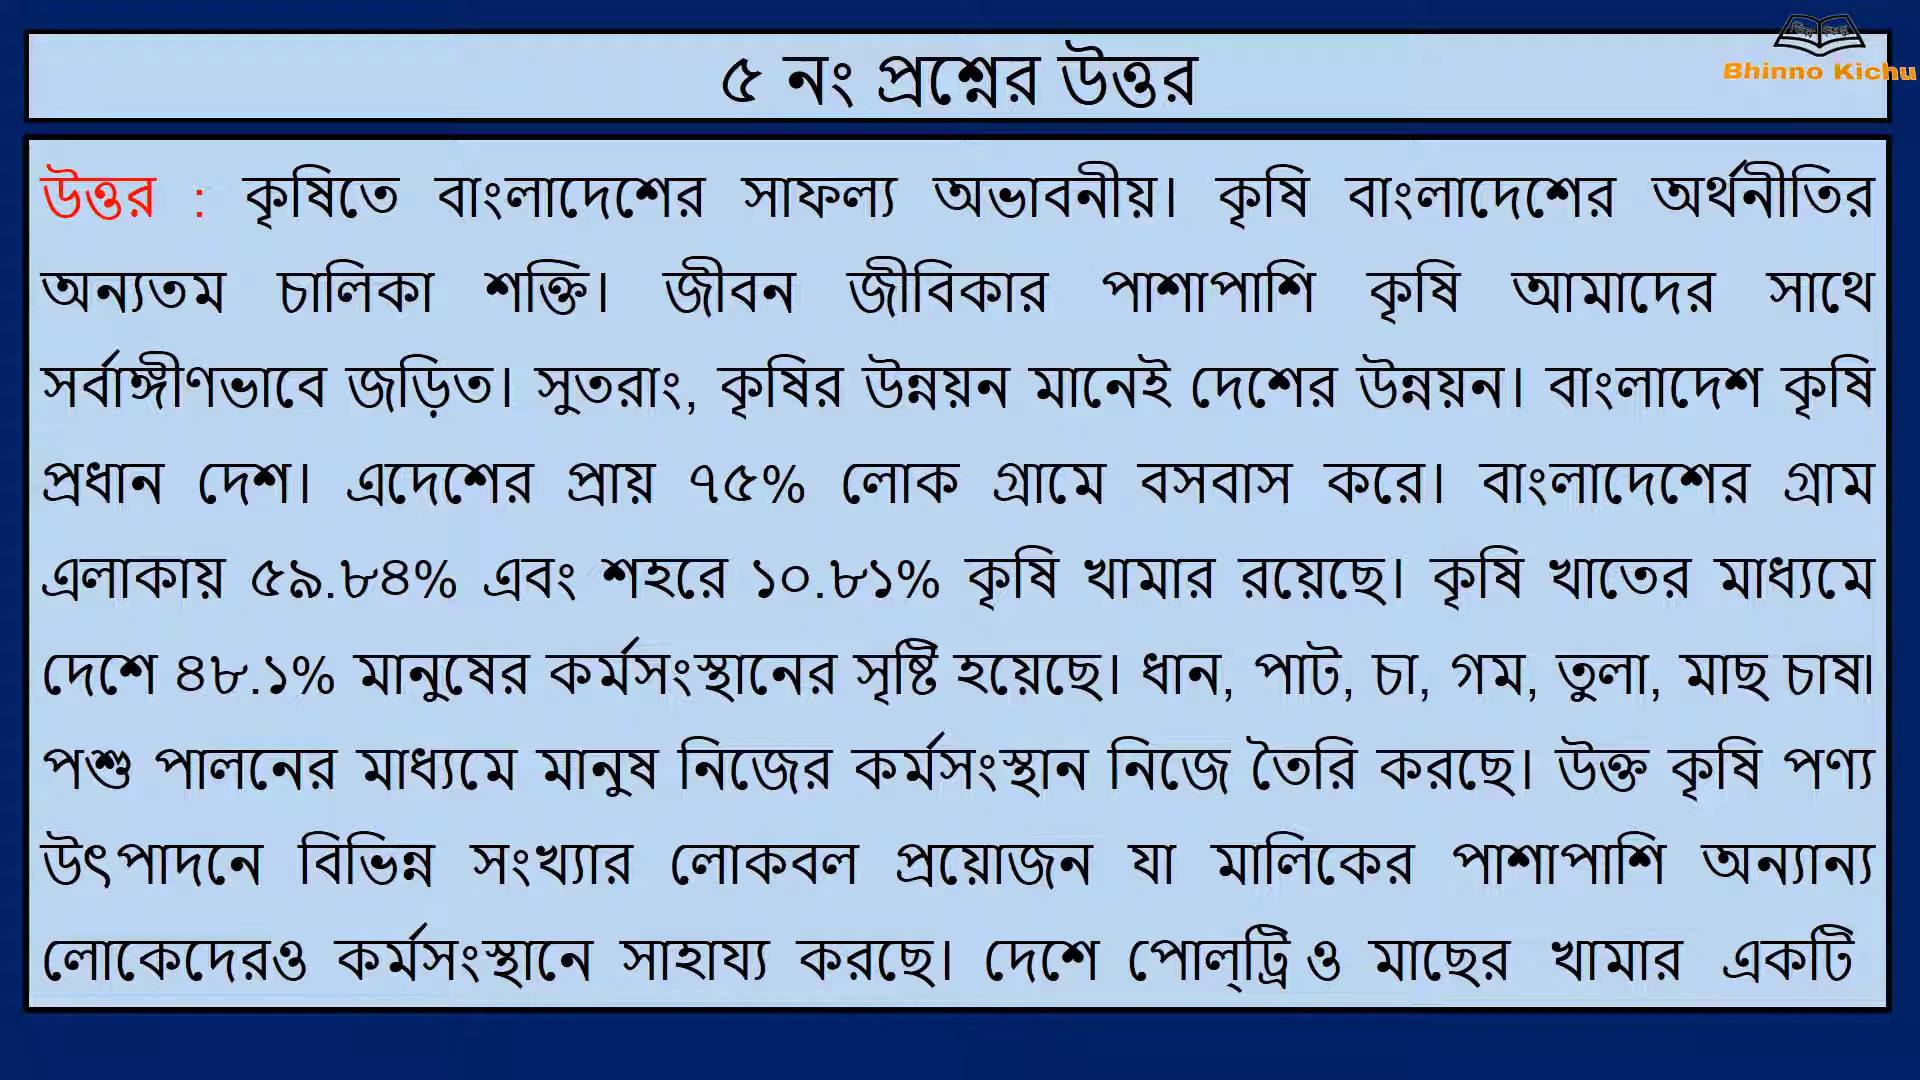 ৫ নং প্রশ্নের উত্তর
Bhinno Kichu
উত্তর : কৃষিতে বাংলাদেশের সাফল্য অভাবনীয়। কৃষি বাংলাদেশের অর্থনীতির
অন্যতম চালিকা শক্তি। জীবন জীবিকার পাশাপাশি কৃষি আমাদের সাথে
সর্বাঙ্গীণভাবে জড়িত। সুতরাং, কৃষির উন্নয়ন মানেই দেশের উন্নয়ন। বাংলাদেশ কৃষি
প্রধান দেশ। এদেশের প্রায় ৭৫% লোক গ্রামে বসবাস করে। বাংলাদেশের গ্রাম
এলাকায় ৫৯.৮৪% এবং শহরে ১০.৮১% কৃষি খামার রয়েছে। কৃষি খাতের মাধ্যমে
দেশে ৪৮.১% মানুষের কর্মসংস্থানের সৃষ্টি হয়েছে। ধান, পাট, চা, গম, তুলা, মাছ চাষ।
পশু পালনের মাধ্যমে মানুষ নিজের কর্মসংস্থান নিজে তৈরি করছে। উক্ত কৃষি পণ্য
উৎপাদনে বিভিন্ন সংখ্যার লোকবল প্রয়োজন যা মালিকের পাশাপাশি অন্যান্য
লোকেদেরও কর্মসংস্থানে সাহায্য করছে। দেশে পোল্ট্রি ও মাছের খামার একটি